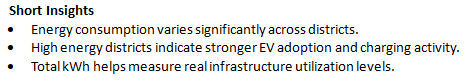 Short Insights
• Energy consumption varies significantly across districts.
• High energy districts indicate stronger EV adoption and charging activity.
• Total kWh helps measure real infrastructure utilization levels.